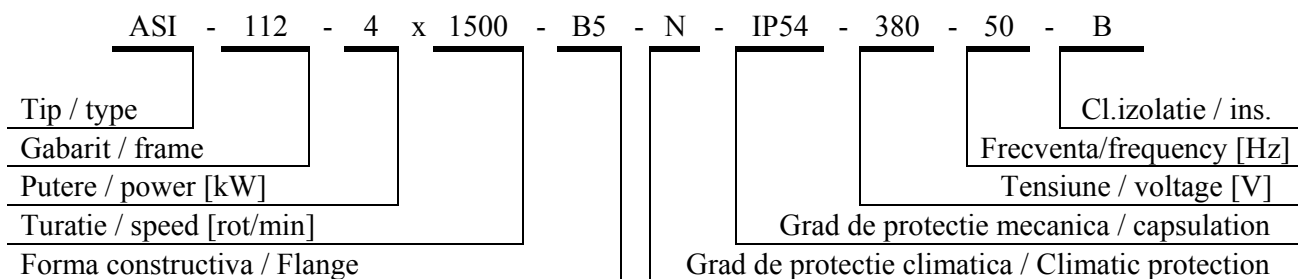 ASI - 112 - 4 x 1500 - B5 - N - IP54 - 380 - 50 - B
Tip / type
Cl.izolatie / ins.
Gabarit / frame
Frecventa/frequency [Hz]
Putere / power [kW]
Tensiune / voltage [V]
Turatie / speed [rot/min]
Grad de protectie mecanica / capsulation
Forma constructiva / Flange
Grad de protectie climatica / Climatic protection